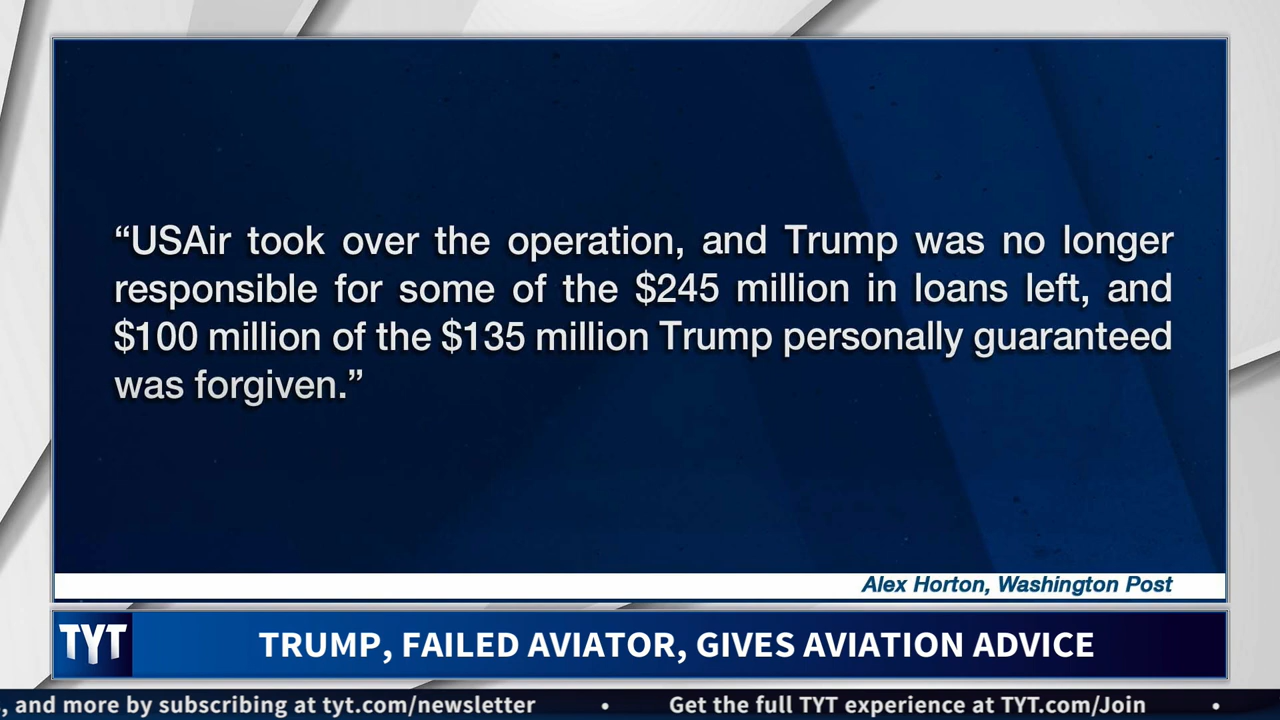 “USAir took over the operation, and Trump was no longer
responsible for some of the $245 million in loans left, and
$100 million of the $135 million Trump personally guaranteed
was forgiven.”
Alex Horton, Washington Post
TYT
TRUMP, FAILED AVIATOR, GIVES AVIATION ADVICE
, and more by subscribing at tyt.com/newsletter • Get the full TYT experience at TYT.com/Join •